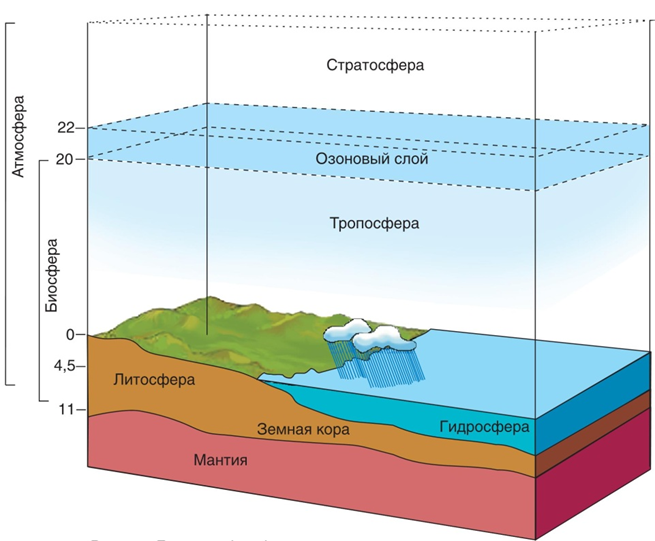 Стратосфера
Атмосфера
22
Озоновый слой
20
Тропосфера
Биосфера
0
4,5
Литосфера
11
Гидросфера
Земная кора
Мантия